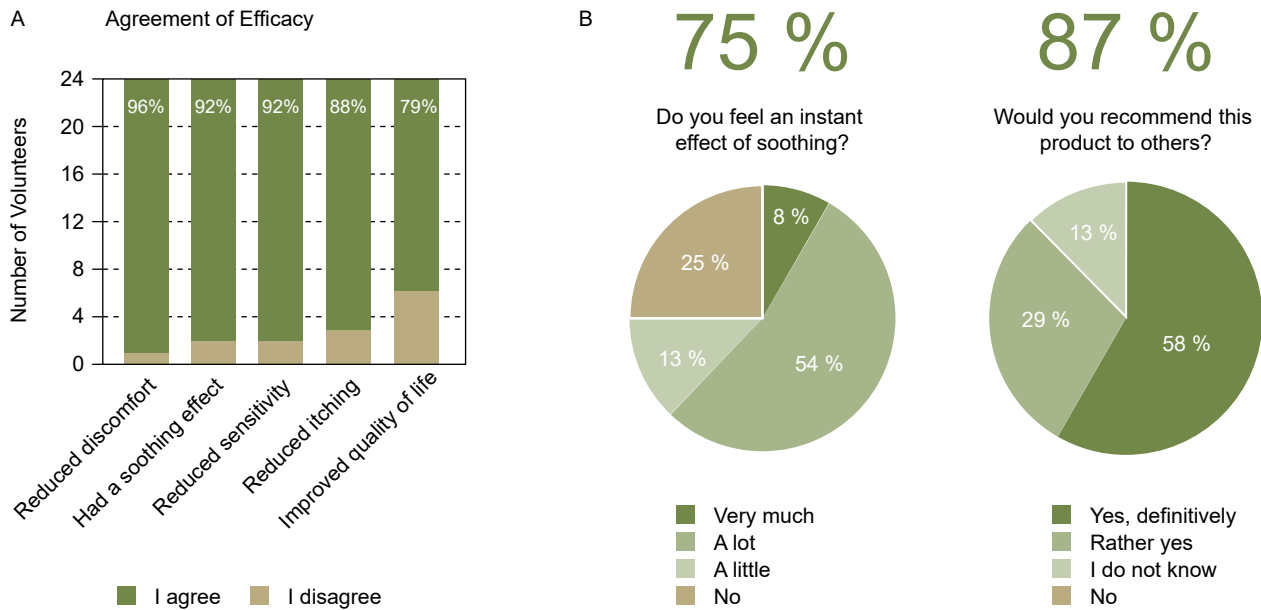 A
Agreement of Efficacy
Number of Volunteers
24
20
16
12
8
4
0
96%
92%
92%
88%
79%
Reduced discomfort
Had a soothing effect
Reduced sensitivity
Reduced itching
Improved quality of life
I agree
I disagree
B
75 %
Do you feel an instant
effect of soothing?
8 %
54 %
13 %
25 %
Very much
A lot
A little
No
87 %
Would you recommend this
product to others?
58 %
29 %
13 %
Yes, definitively
Rather yes
I do not know
No